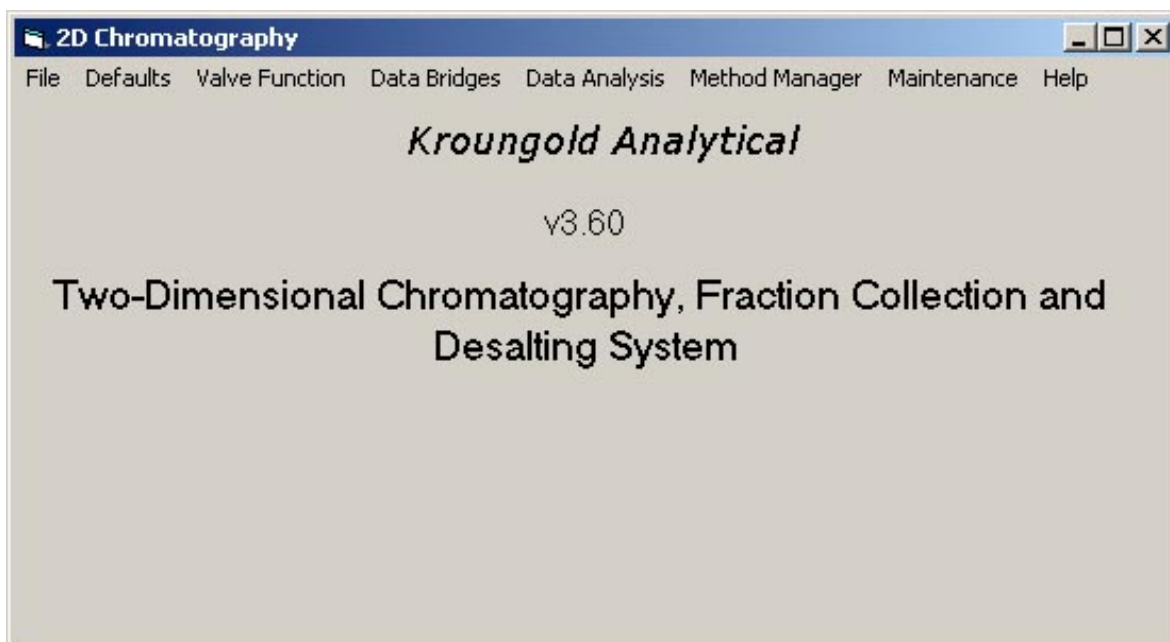 2D Chromatography
File Defaults Valve Function Data Bridges Data Analysis Method Manager Maintenance Help
Kroungold Analytical
v3.60
Two-Dimensional Chromatography, Fraction Collection and
Desalting System